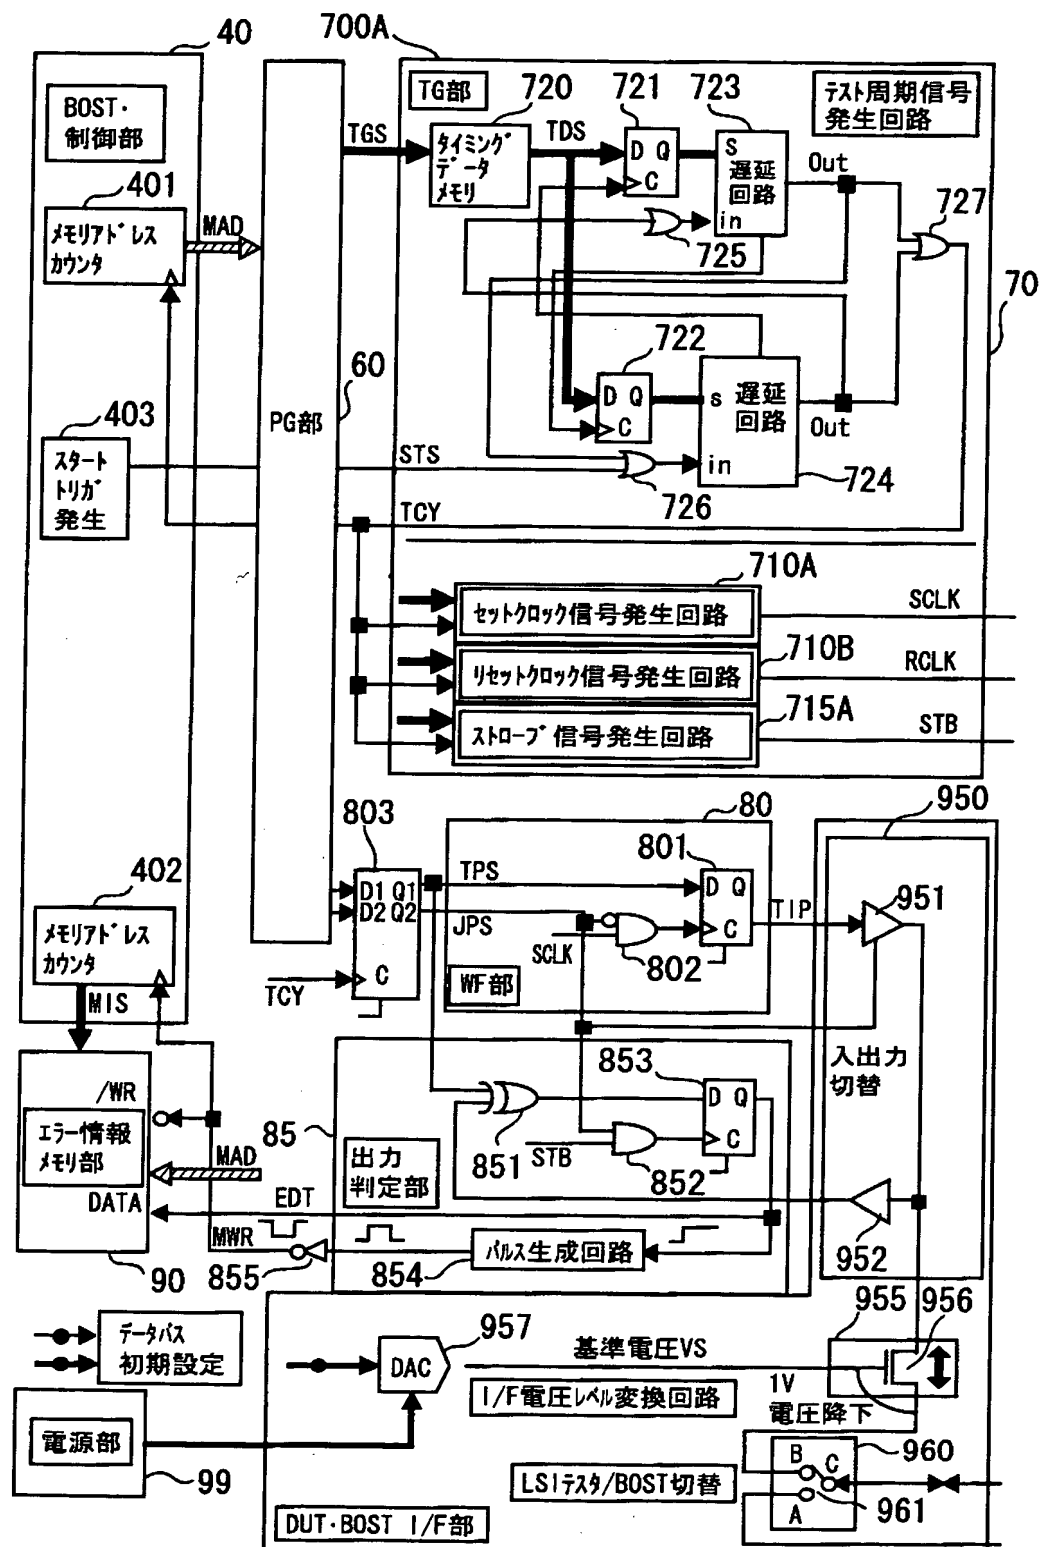 40
700A
BOST・
制御部
TG部
720
721
723
テスト周期信号
発生回路
TGS
タイミング
データ
メモリ
TDS
D Q
C
S
遅延
回路
in
Out
401
メモリアドレス
カウンタ
MAD
725
727
70
722
D Q
C
s
遅延
回路
in
Out
60
PG部
403
スタート
トリガ
発生
STS
726
724
TCY
710A
セットクロック信号発生回路
SCLK
710B
リセットクロック信号発生回路
RCLK
715A
ストローブ信号発生回路
STB
80
950
803
D1 Q1
D2 Q2
C
TCY
TPS
JPS
801
D Q
C
TIP
951
SCLK
802
WF部
402
メモリアドレス
カウンタ
MIS
入出力
切替
853
D Q
C
/WR
エラー情報
メモリ部
MAD
DATA
85
出力
判定部
851
STB
852
EDT
MWR
パルス生成回路
952
90
855
854
955
956
データバス
初期設定
957
DAC
基準電圧VS
I/F電圧レベル変換回路
1V
電圧降下
電源部
99
960
B
C
A
961
LSIテスタ/BOST切替
DUT・BOST I/F部